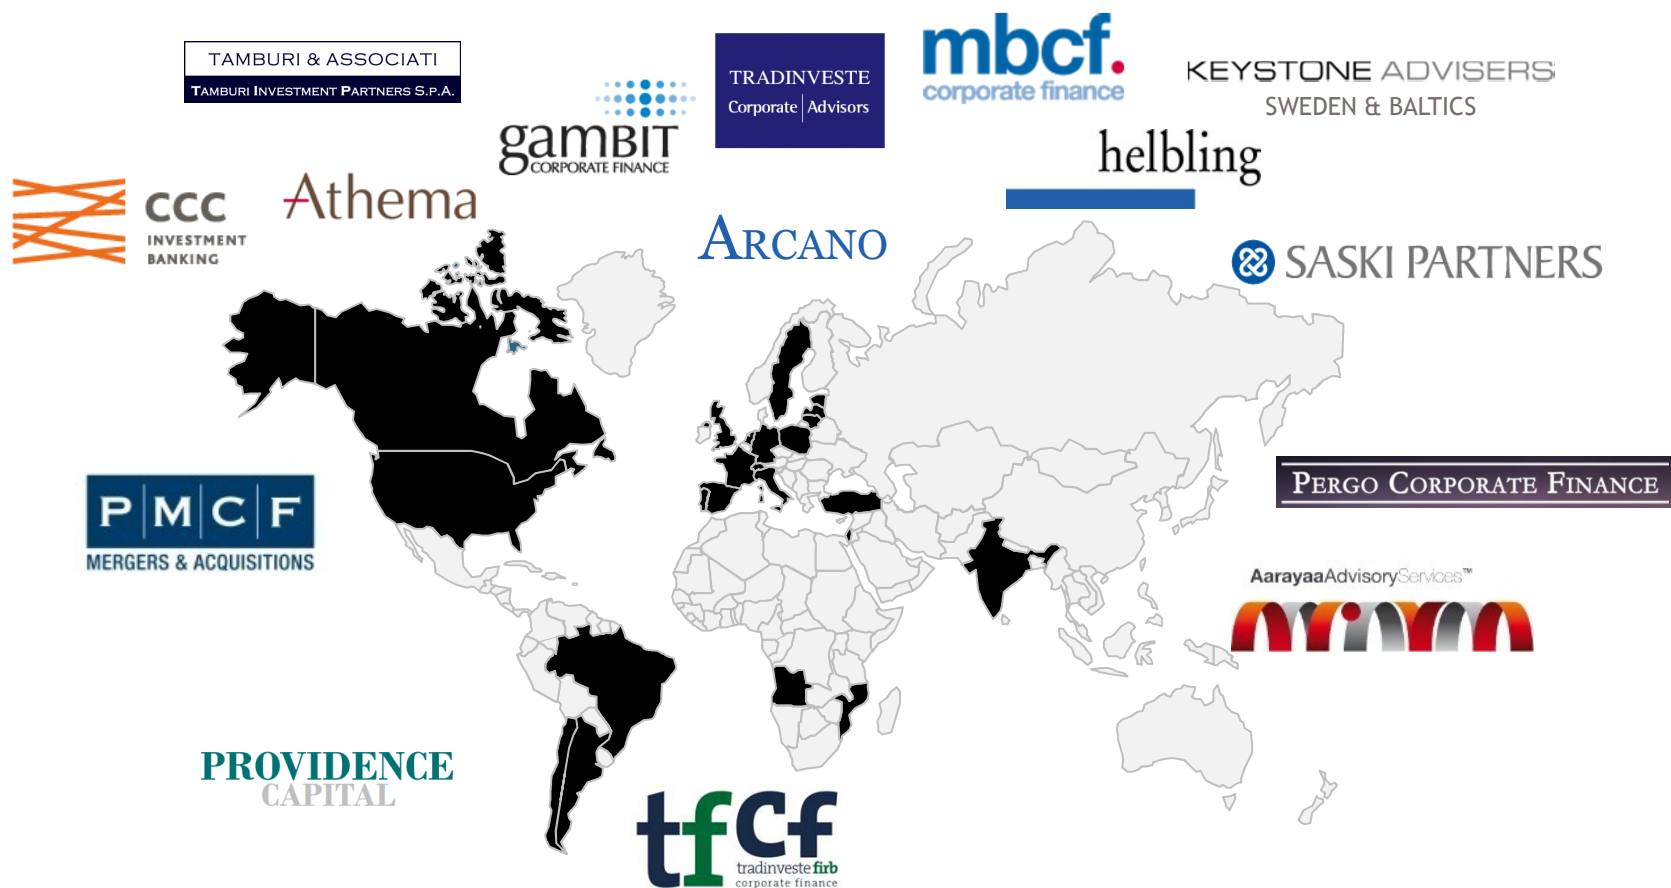 TAMBURI & ASSOCIATI
TAMBURI INVESTMENT PARTNERS S.P.A.
gamBIT
CORPORATE FINANCE
TRADINVESTE
Corporate | Advisors
mbcf.
corporate finance
KEYSTONE ADVISERS
SWEDEN & BALTICS
helbling
CCC
INVESTMENT
BANKING
Athema
ARCANO
SASKI PARTNERS
P|M|C|F
MERGERS & ACQUISITIONS
PERGO CORPORATE FINANCE
AarayaaAdvisoryServices™
PROVIDENCE
CAPITAL
tfcf
tradinveste firb
corporate finance